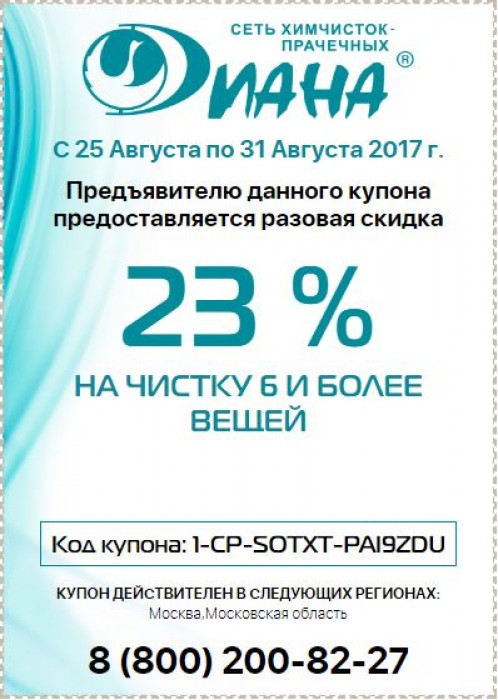 СЕТЬ ХИМЧИСТОК-
ПРАЧЕЧНЫХ
ДИАНА ®
С 25 Августа по 31 Августа 2017 г.
Предъявителю данного купона
предоставляется разовая скидка
23 %
НА ЧИСТКУ 6 И БОЛЕЕ
ВЕЩЕЙ
Код купона: 1-CP-SOTXT-PAI9ZDU
КУПОН ДЕЙСТВИТЕЛЕН В СЛЕДУЮЩИХ РЕГИОНАХ:
Москва,Московская область
8 (800) 200-82-27